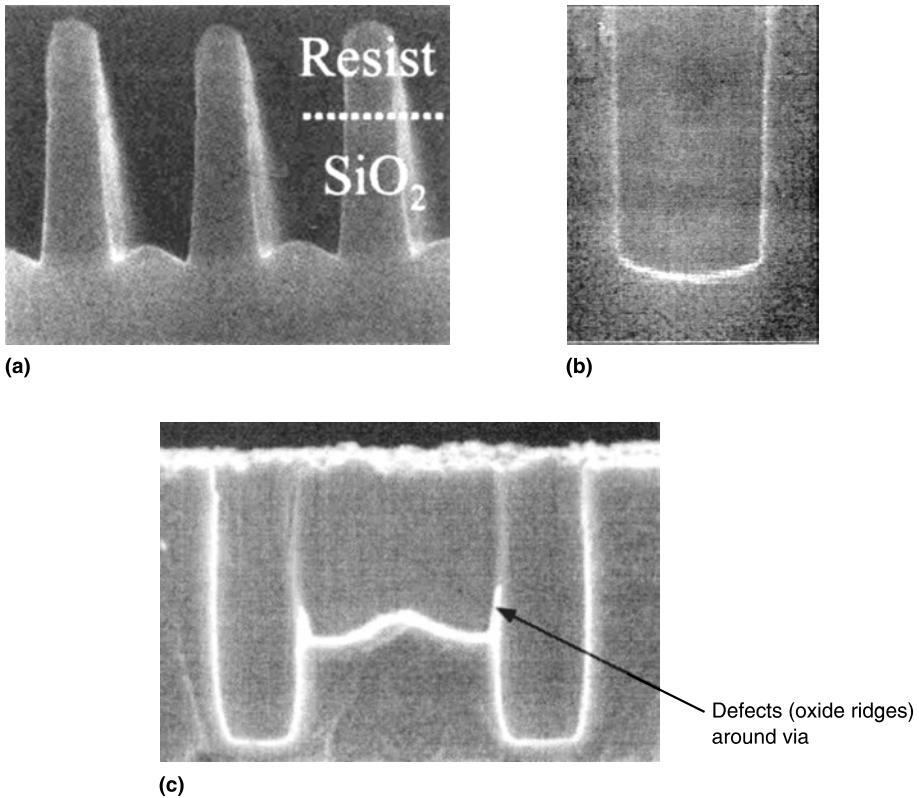 Resist
SiO₂
(a)
(b)
Defects (oxide ridges)
around via
(c)